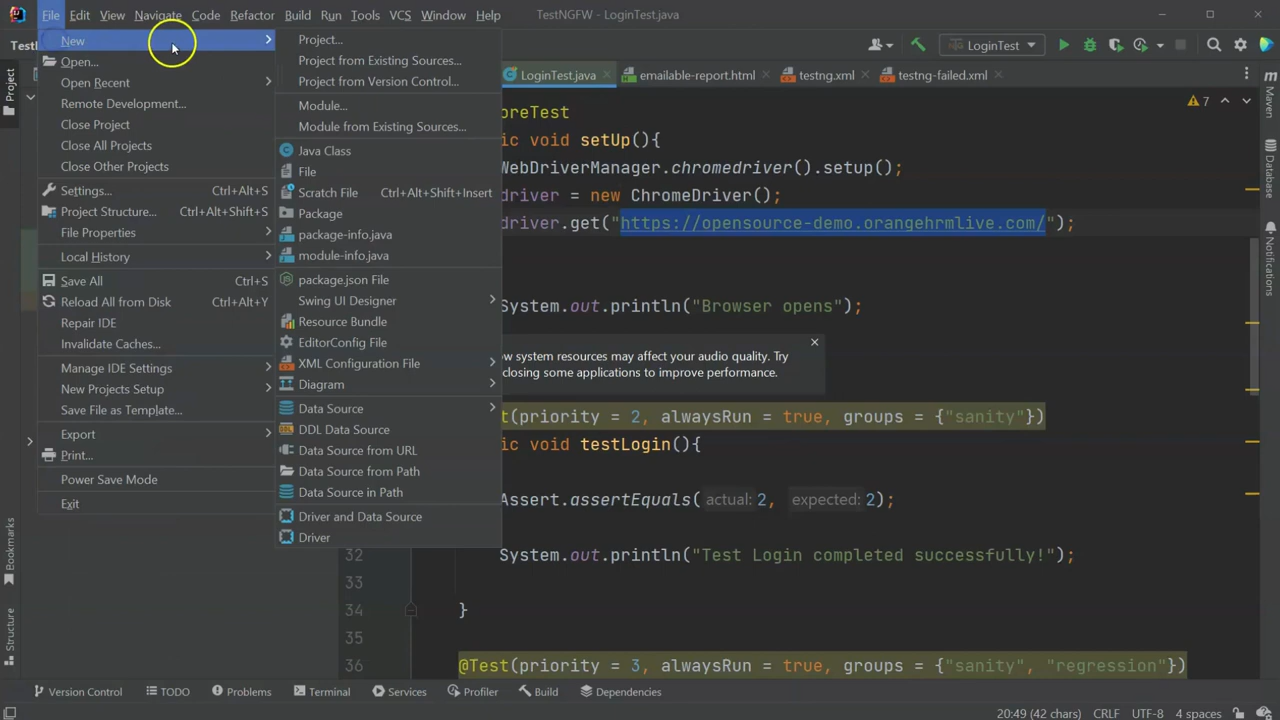 File Edit View Navigate Code Refactor Build Run Tools VCS Window Help TestNGFW - LoginTest.java
LoginTest
LoginTest.java emailable-report.html testng.xml testng-failed.xml
New
Open...
Open Recent
Remote Development...
Close Project
Close All Projects
Close Other Projects
Settings... Ctrl+Alt+S
Project Structure... Ctrl+Alt+Shift+S
File Properties
Local History
Save All Ctrl+S
Reload All from Disk Ctrl+Alt+Y
Repair IDE
Invalidate Caches...
Manage IDE Settings
New Projects Setup
Save File as Template...
Export
Print...
Power Save Mode
Exit
Project...
Project from Existing Sources...
Project from Version Control...
Module...
Module from Existing Sources...
Java Class
File
Scratch File Ctrl+Alt+Shift+Insert
Package
package-info.java
module-info.java
package.json File
Swing UI Designer
Resource Bundle
EditorConfig File
XML Configuration File
Diagram
Data Source
DDL Data Source
Data Source from URL
Data Source from Path
Data Source in Path
Driver and Data Source
Driver
oreTest
7
ic void setUp(){
WebDriverManager.chromedriver().setup();
driver = new ChromeDriver();
driver.get("https://opensource-demo.orangehrmlive.com/");
System.out.println("Browser opens");
ow system resources may affect your audio quality. Try
closing some applications to improve performance.
t(priority = 2, alwaysRun = true, groups = {"sanity"})
ic void testLogin(){
Assert.assertEquals( actual: 2, expected: 2);
32 System.out.println("Test Login completed successfully!");
33
34 }
35
36 @Test(priority = 3, alwaysRun = true, groups = {"sanity", "regression"})
Project
Bookmarks
Structure
Maven
Database
Notifications
Version Control TODO Problems Terminal Services Profiler Build Dependencies
20:49 (42 chars) CRLF UTF-8 4 spaces